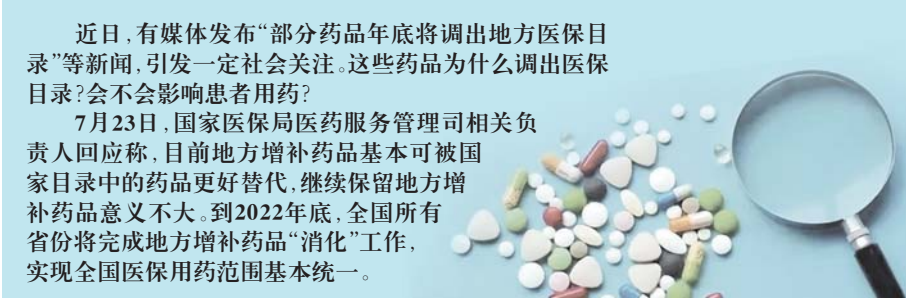 近日,有媒体发布“部分药品年底将调出地方医保目
录”等新闻,引发一定社会关注。这些药品为什么调出医保
目录?会不会影响患者用药?
7月23日,国家医保局医药服务管理司相关负
责人回应称,目前地方增补药品基本可被国
家目录中的药品更好替代,继续保留地方增
补药品意义不大。到2022年底,全国所有
省份将完成地方增补药品“消化”工作,
实现全国医保用药范围基本统一。